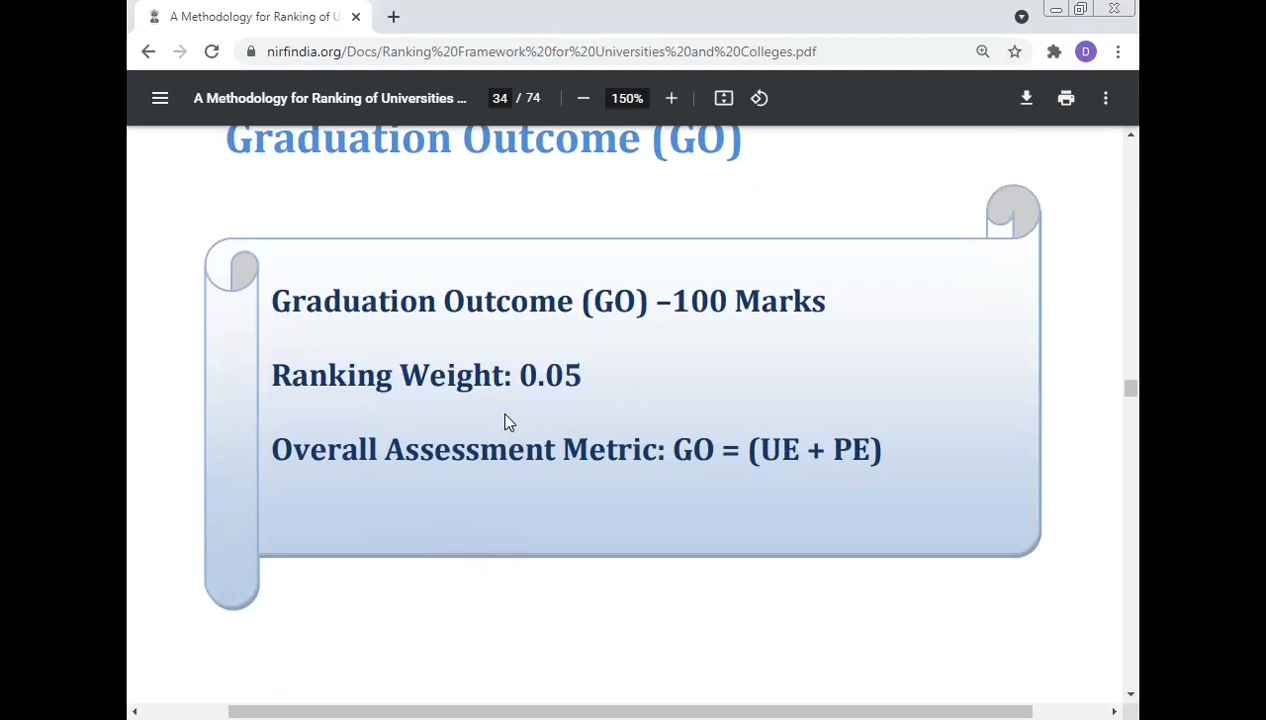 A Methodology for Ranking of U
nirfindia.org/Docs/Ranking%20Framework%20for%20Universities%20and%20Colleges.pdf
D
A Methodology for Ranking of Universities ...
34 / 74
150%
Graduation Outcome (GO)
Graduation Outcome (GO) –100 Marks
Ranking Weight: 0.05
Overall Assessment Metric: GO = (UE + PE)